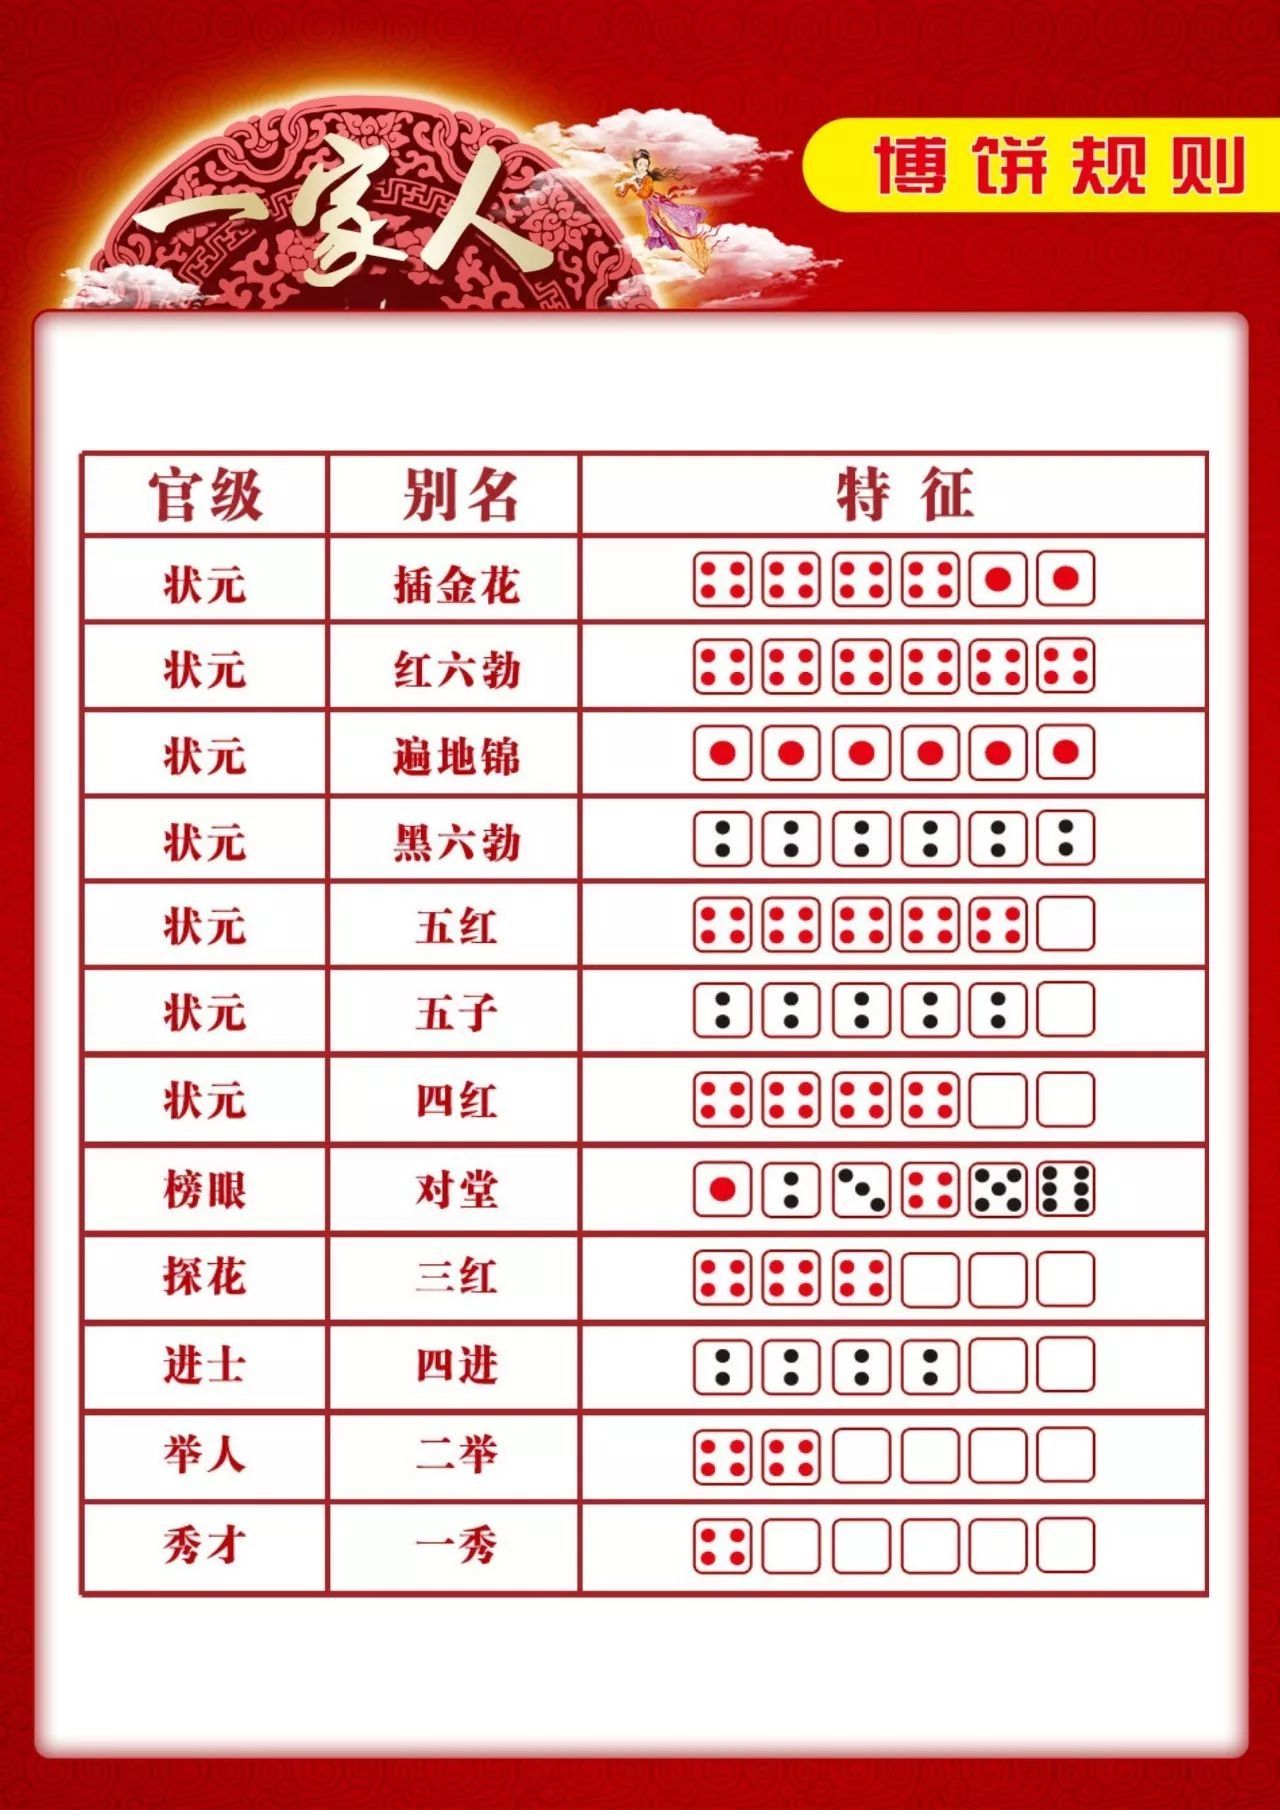 一家人
博饼规则
官级 别名 特征
状元 插金花
状元 红六勃
状元 遍地锦
状元 黑六勃
状元 五红
状元 五子
状元 四红
榜眼 对堂
探花 三红
进士 四进
举人 二举
秀才 一秀